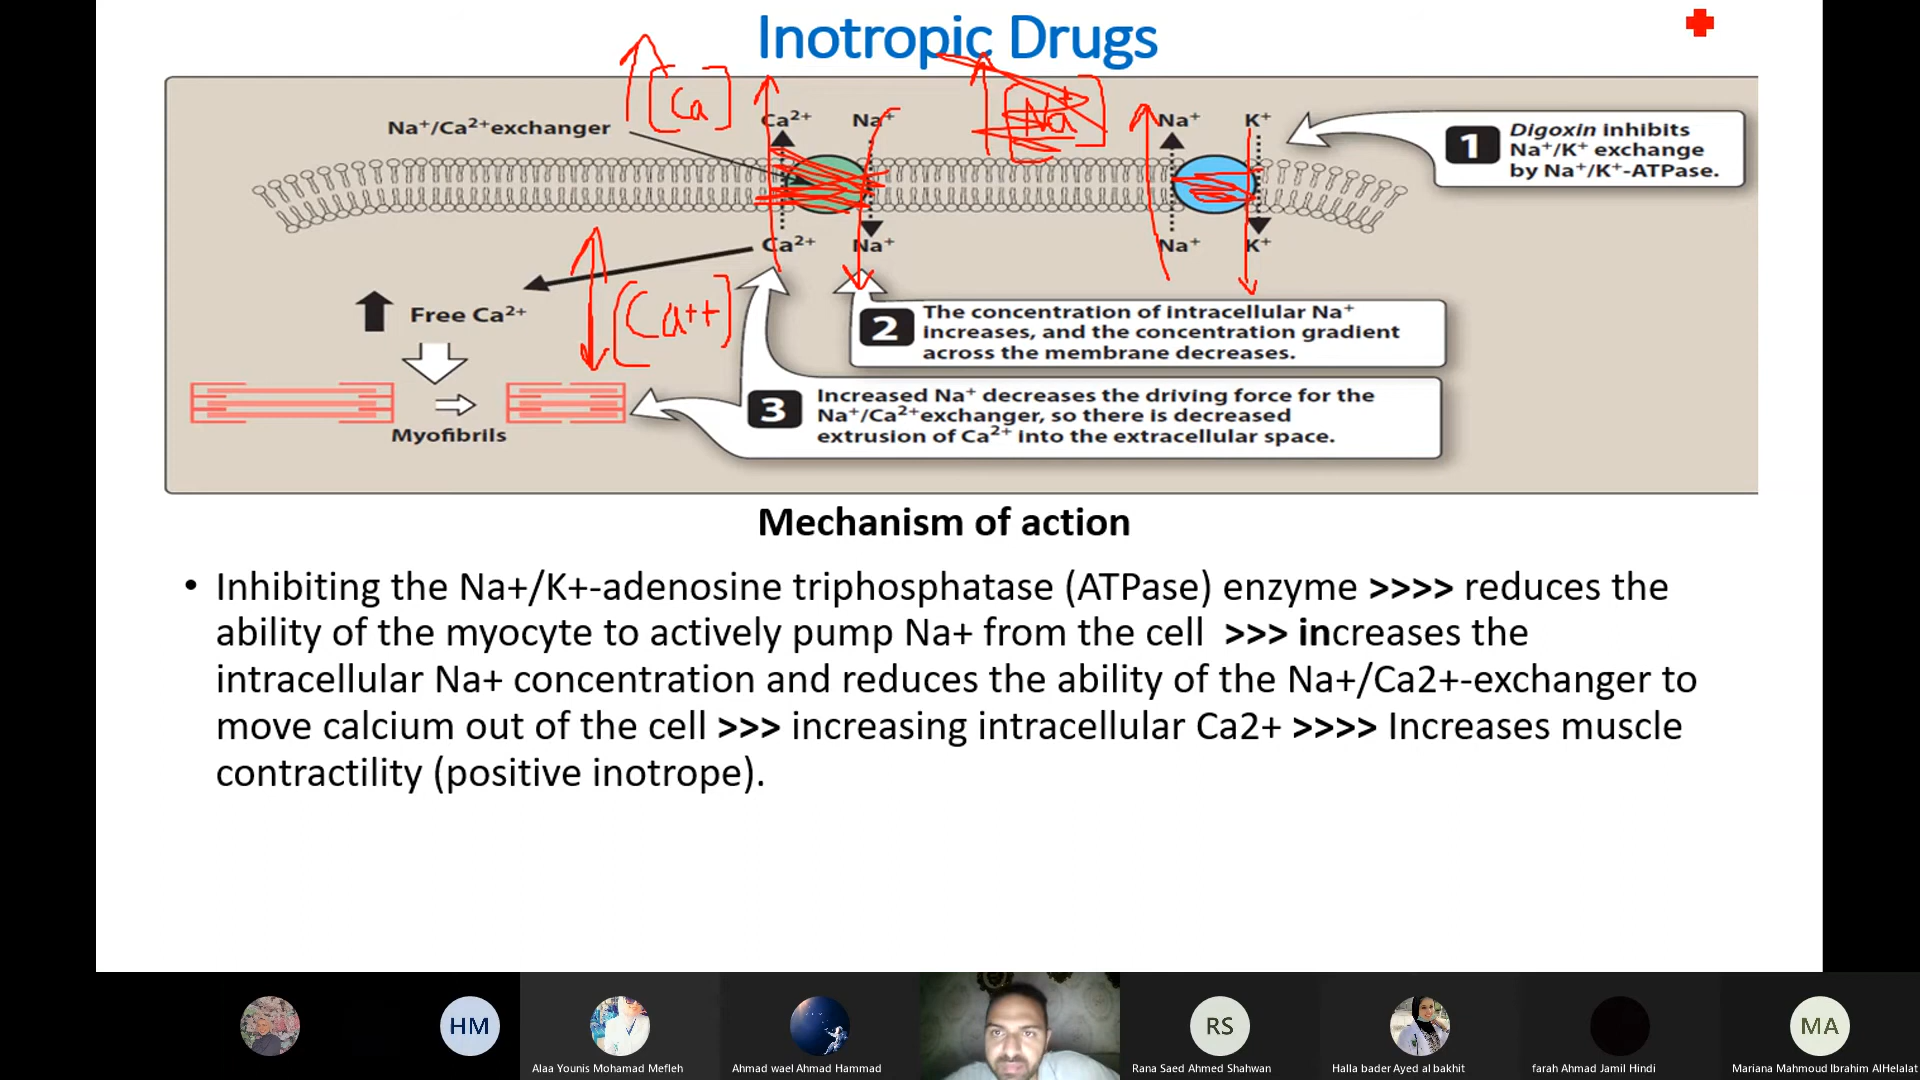 Inotropic Drugs
[Ca]
[Na+]
Na⁺/Ca²⁺exchanger
Ca²⁺
Na⁺
Na⁺
K⁺
1
Digoxin inhibits
Na⁺/K⁺ exchange
by Na⁺/K⁺-ATPase.
Ca²⁺
Na⁺
Na⁺
K⁺
Free Ca²⁺
[Ca++]
2
The concentration of intracellular Na⁺
increases, and the concentration gradient
across the membrane decreases.
3
Increased Na⁺ decreases the driving force for the
Na⁺/Ca²⁺exchanger, so there is decreased
extrusion of Ca²⁺ into the extracellular space.
Myofibrils
Mechanism of action
• Inhibiting the Na+/K+-adenosine triphosphatase (ATPase) enzyme >>>> reduces the
ability of the myocyte to actively pump Na+ from the cell >>> increases the
intracellular Na+ concentration and reduces the ability of the Na+/Ca2+-exchanger to
move calcium out of the cell >>> increasing intracellular Ca2+ >>>> Increases muscle
contractility (positive inotrope).
HM
RS
MA
Alaa Younis Mohamad Mefleh
Ahmad wael Ahmad Hammad
Rana Saed Ahmed Shahwan
Halla bader Ayed al bakhit
farah Ahmad Jamil Hindi
Mariana Mahmoud Ibrahim AlHelalat